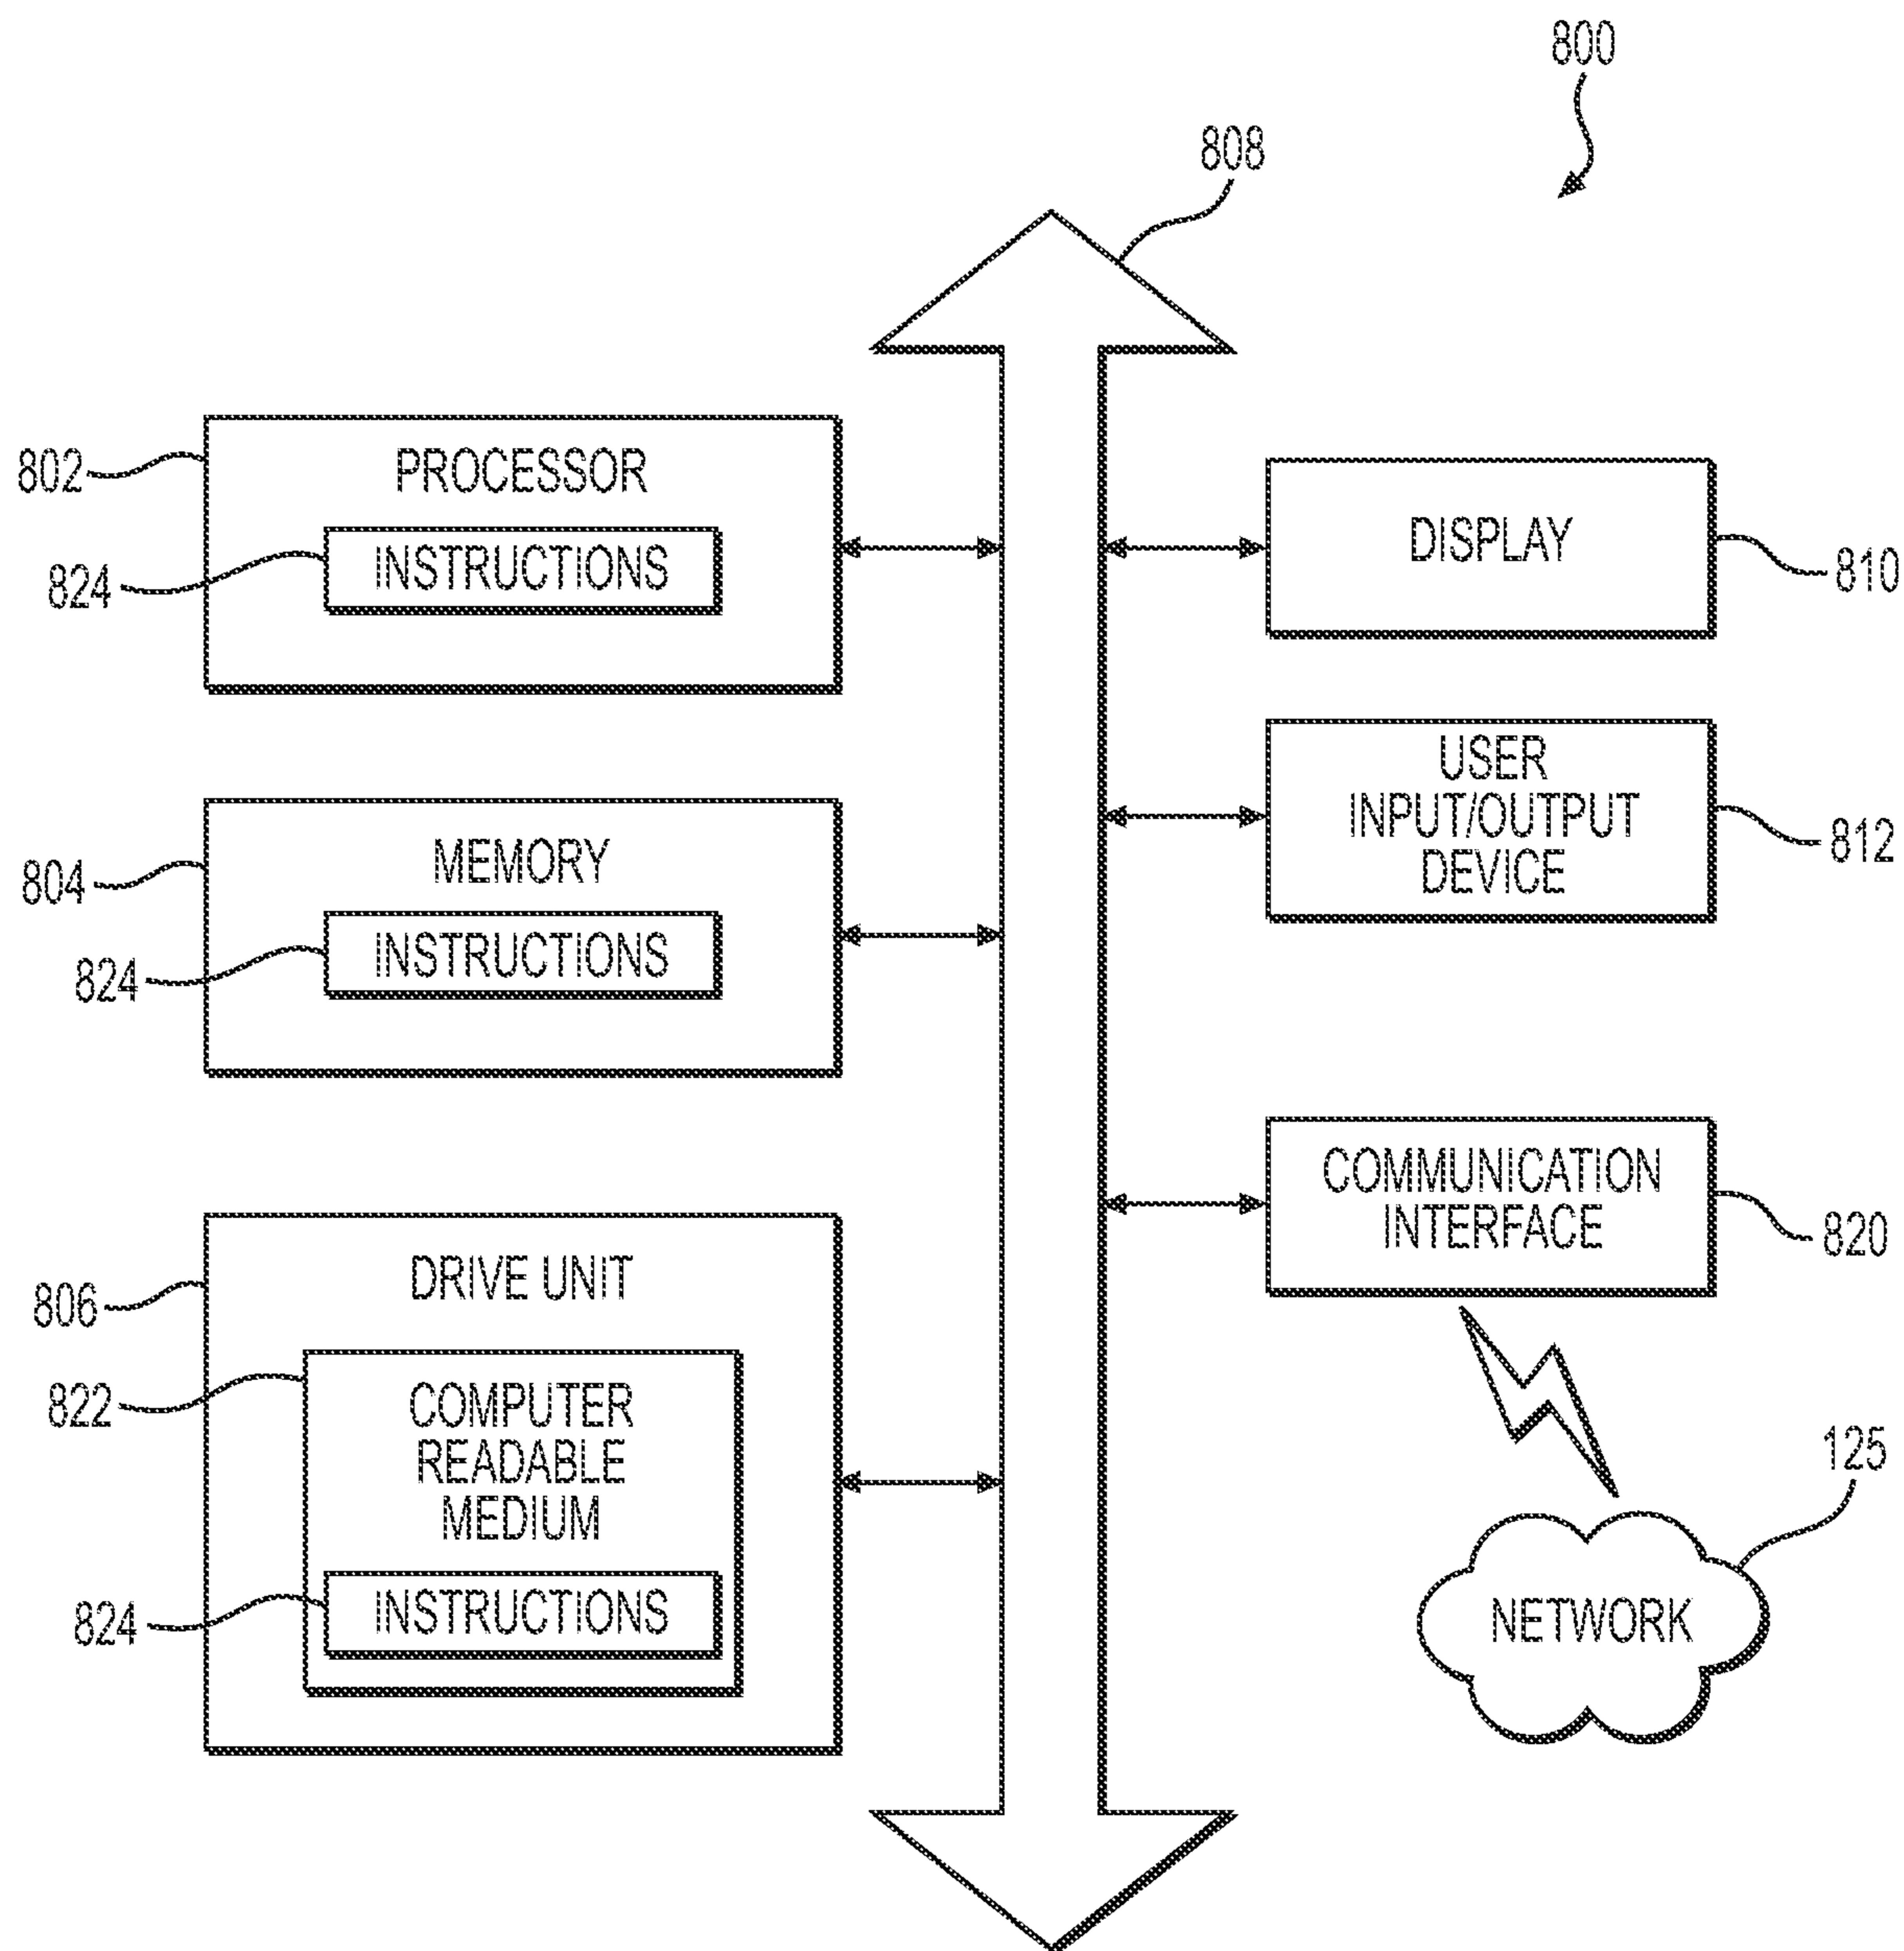 800
808
802
PROCESSOR
824
INSTRUCTIONS
804
MEMORY
824
INSTRUCTIONS
806
DRIVE UNIT
822
COMPUTER
READABLE
MEDIUM
824
INSTRUCTIONS
DISPLAY
810
USER
INPUT/OUTPUT
DEVICE
812
COMMUNICATION
INTERFACE
820
125
NETWORK